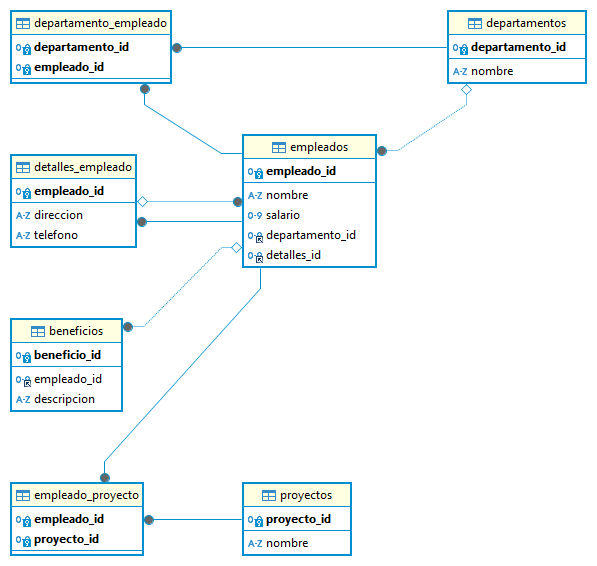 departamento_empleado
departamento_id
empleado_id
departamentos
departamento_id
A-Z nombre
empleados
empleado_id
A-Z nombre
0-9 salario
departamento_id
detalles_id
detalles_empleado
empleado_id
A-Z direccion
A-Z telefono
beneficios
beneficio_id
empleado_id
A-Z descripcion
empleado_proyecto
empleado_id
proyecto_id
proyectos
proyecto_id
A-Z nombre